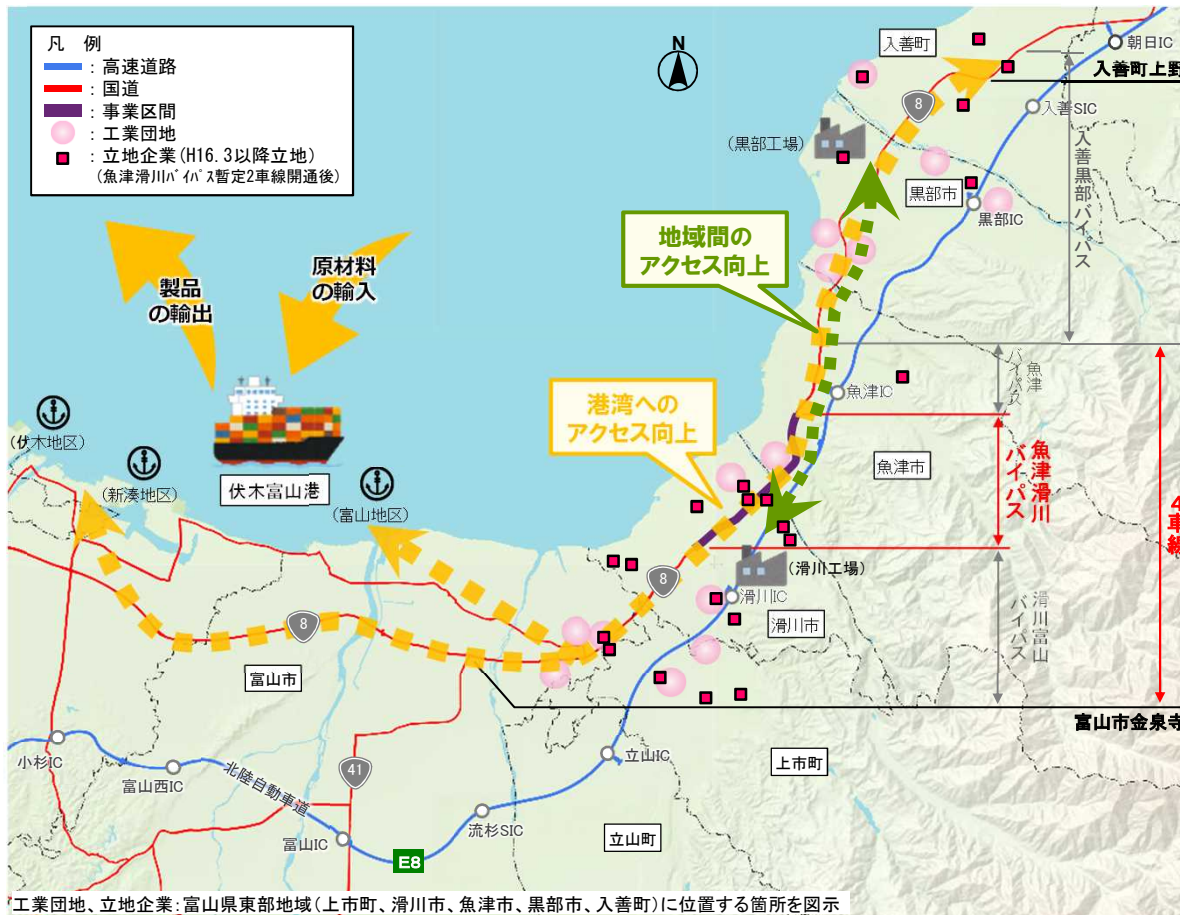 凡 例
: 高速道路
: 国道
: 事業区間
: 工業団地
: 立地企業(H16.3以降立地)
(魚津滑川バイパス暫定2車線開通後)
N
入善町
朝日IC
入善町上野
8
入善SIC
(黒部工場)
黒部市
黒部IC
入善黒部バイパス
地域間の
アクセス向上
原材料
の輸入
製品
の輸出
魚津バイパス
魚津IC
港湾への
アクセス向上
(伏木地区)
(新湊地区)
伏木富山港
(富山地区)
魚津市
魚津滑川バイパス
4車線
8
(滑川工場)
滑川IC
滑川市
滑川富山バイパス
8
富山市
富山市金泉寺
小杉IC
富山西IC
北陸自動車道
41
立山IC
上市町
流杉SIC
富山IC
立山町
E8
工業団地、立地企業:富山県東部地域(上市町、滑川市、魚津市、黒部市、入善町)に位置する箇所を図示